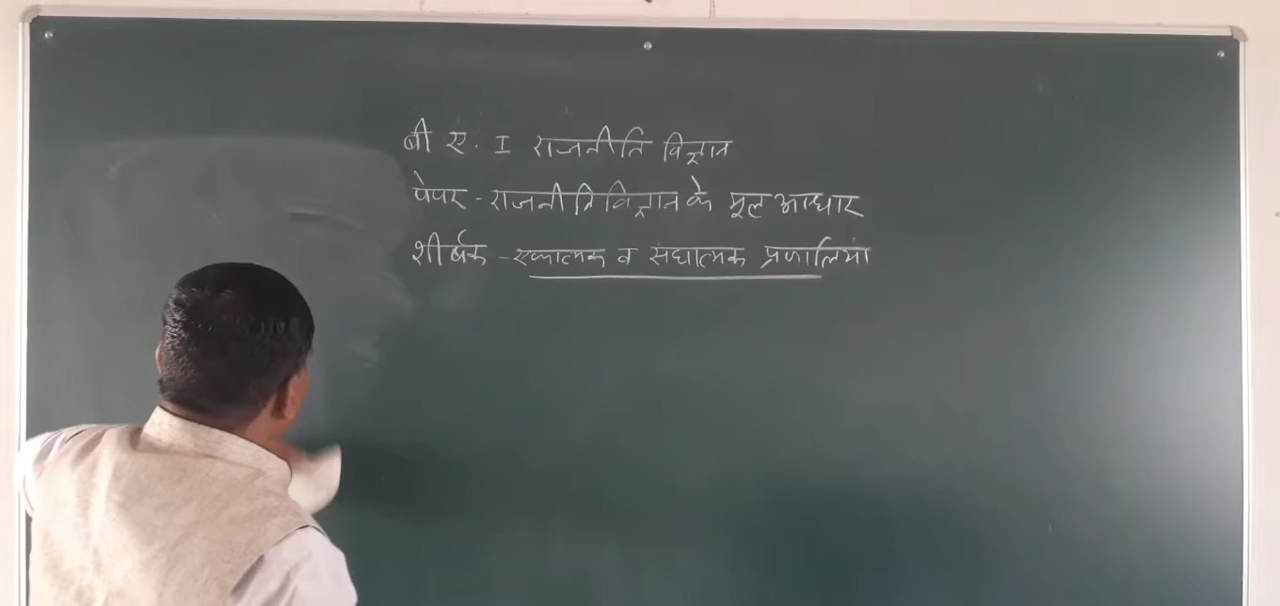 बी ए. I राजनीति विज्ञान
पेपर - राजनीति विज्ञान के मूल आधार
शीर्षक - एकात्मक व संघात्मक प्रणालियां